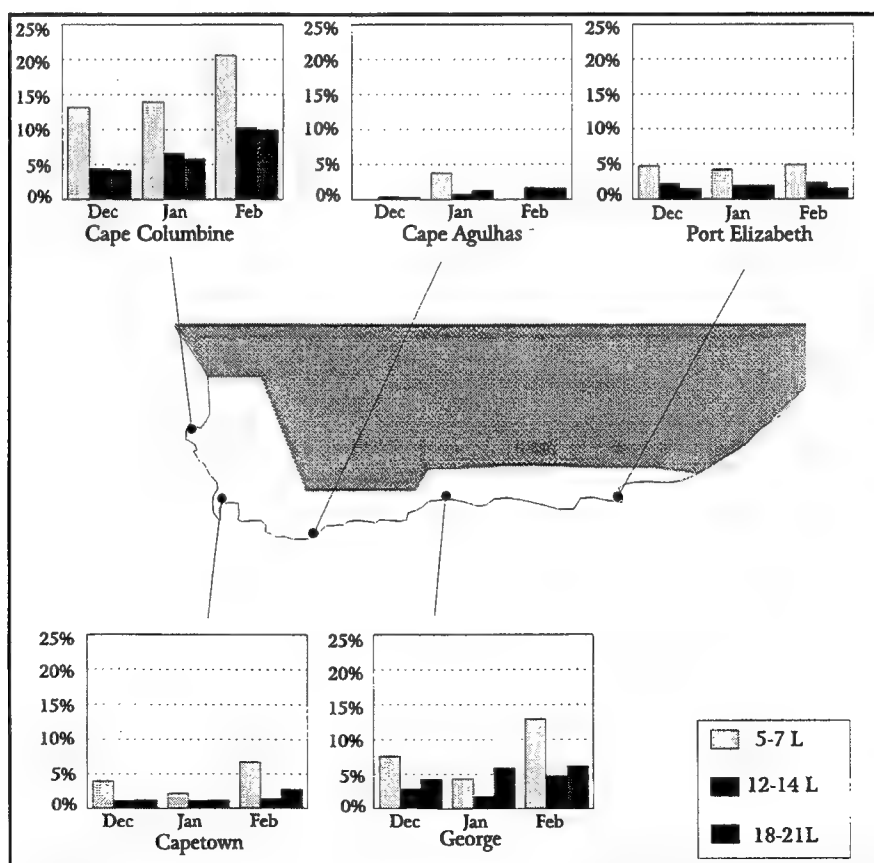 25%
20%
15%
10%
5%
0%
Dec Jan Feb
Cape Columbine
25%
20%
15%
10%
5%
0%
Dec Jan Feb
Cape Agulhas
25%
20%
15%
10%
5%
0%
Dec Jan Feb
Port Elizabeth
25%
20%
15%
10%
5%
0%
Dec Jan Feb
Capetown
25%
20%
15%
10%
5%
0%
Dec Jan Feb
George
5-7 L
12-14 L
18-21L